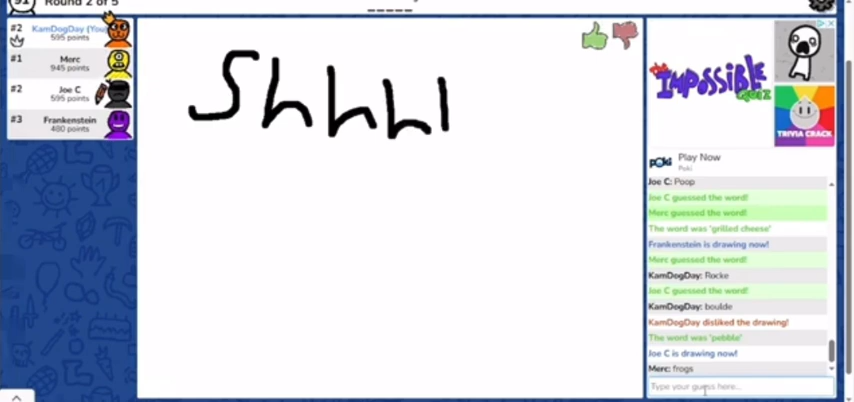 Round 2 of 5
#2 KamDogDay (You)
595 points
#1 Merc
945 points
#2 Joe C
595 points
#3 Frankenstein
480 points
Shhhl
The IMPOSSIBLE QUIZ
TRIVIA CRACK
poki Play Now
Poki
Joe C: Poop
Joe C guessed the word!
Merc guessed the word!
The word was 'grilled cheese'
Frankenstein is drawing now!
Merc guessed the word!
KamDogDay: Rocke
Joe C guessed the word!
KamDogDay: boulde
KamDogDay disliked the drawing!
The word was 'pebble'
Joe C is drawing now!
Merc: frogs
Type your guess here...